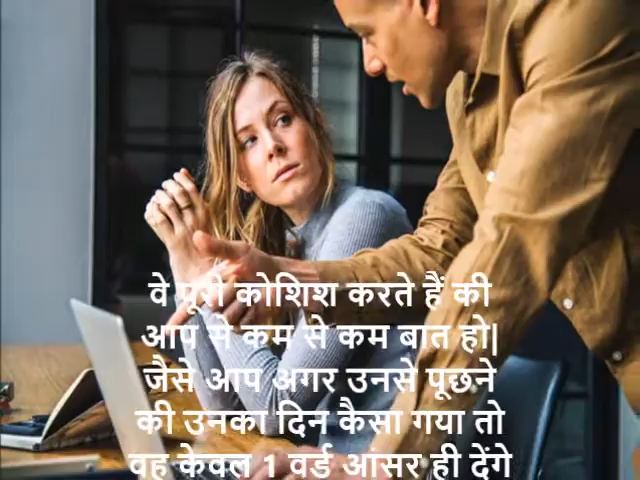 वे पूरी कोशिश करते हैं की
आप से कम से कम बात हो|
जैसे आप अगर उनसे पूछने
की उनका दिन कैसा गया तो
वह केवल 1 वर्ड आंसर ही देंगे